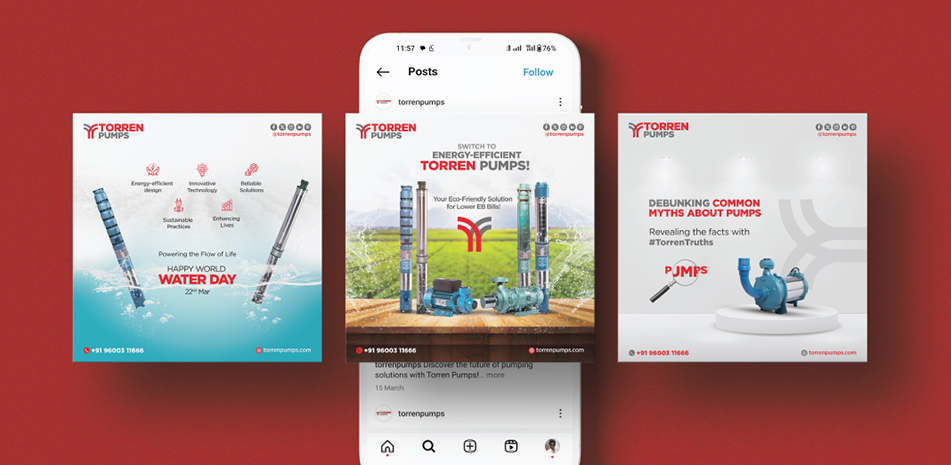 11:57
76%
Posts
Follow
torrenpumps
TORREN
PUMPS
@torrenpumps
Energy-efficient
design
Innovative
Technology
Reliable
Solutions
Sustainable
Practices
Enhancing
Lives
Powering the Flow of Life
HAPPY WORLD
WATER DAY
22nd Mar
+91 96003 11666
torrenpumps.com
TORREN
PUMPS
@torrenpumps
SWITCH TO
ENERGY-EFFICIENT
TORREN PUMPS!
Your Eco-Friendly Solution
for Lower EB Bills!
+91 96003 11666
torrenpumps.com
TORREN
PUMPS
@torrenpumps
DEBUNKING COMMON
MYTHS ABOUT PUMPS
Revealing the facts with
#TorrenTruths
PUMPS
+91 96003 11666
torrenpumps.com
torrenpumps Discover the future of pumping
solutions with Torren Pumps!... more
15 March
torrenpumps